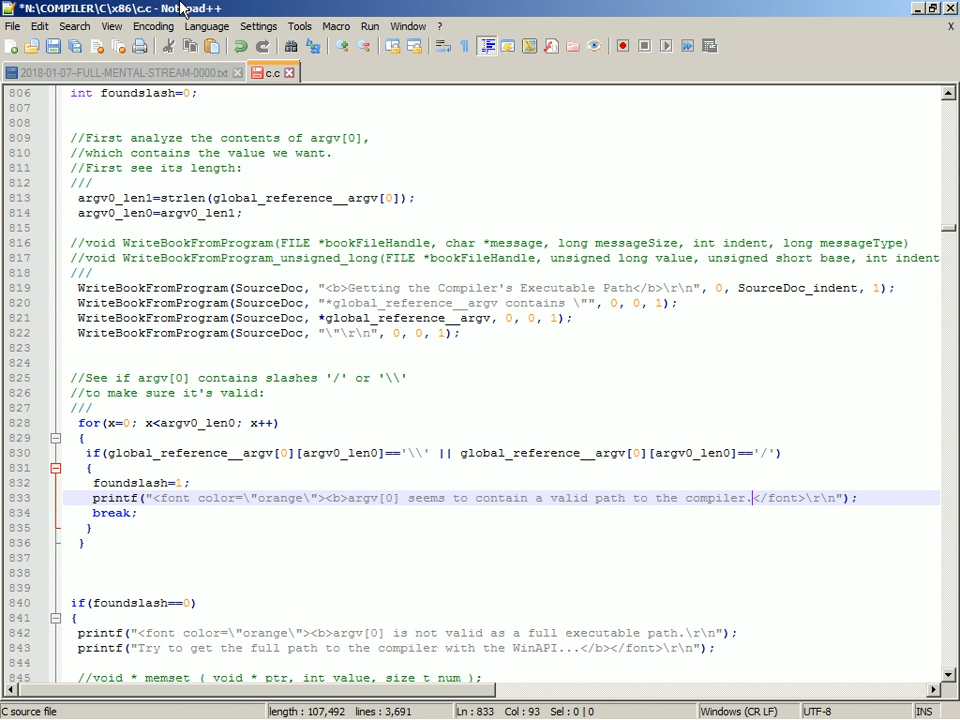 *N:\COMPILER\C\x86\c.c - Notepad++
File Edit Search View Encoding Language Settings Tools Macro Run Window ? X
2018-01-07--FULL-MENTAL-STREAM-0000.txt c.c
806 int foundslash=0;
807
808
809 //First analyze the contents of argv[0],
810 //which contains the value we want.
811 //First see its length:
812 ///
813 argv0_len1=strlen(global_reference__argv[0]);
814 argv0_len0=argv0_len1;
815
816 //void WriteBookFromProgram(FILE *bookFileHandle, char *message, long messageSize, int indent, long messageType)
817 //void WriteBookFromProgram_unsigned_long(FILE *bookFileHandle, unsigned long value, unsigned short base, int indent
818 ///
819 WriteBookFromProgram(SourceDoc, "<b>Getting the Compiler's Executable Path</b>\r\n", 0, SourceDoc_indent, 1);
820 WriteBookFromProgram(SourceDoc, "*global_reference__argv contains \"", 0, 0, 1);
821 WriteBookFromProgram(SourceDoc, *global_reference__argv, 0, 0, 1);
822 WriteBookFromProgram(SourceDoc, "\"\r\n", 0, 0, 1);
823
824
825 //See if argv[0] contains slashes '/' or '\\'
826 //to make sure it's valid:
827 ///
828 for(x=0; x<argv0_len0; x++)
829 {
830 if(global_reference__argv[0][argv0_len0]=='\\' || global_reference__argv[0][argv0_len0]=='/')
831 {
832 foundslash=1;
833 printf("<font color=\"orange\"><b>argv[0] seems to contain a valid path to the compiler.</font>\r\n");
834 break;
835 }
836 }
837
838
839
840 if(foundslash==0)
841 {
842 printf("<font color=\"orange\"><b>argv[0] is not valid as a full executable path.\r\n");
843 printf("Try to get the full path to the compiler with the WinAPI...</b></font>\r\n");
844
845 //void * memset ( void * ptr, int value, size_t num );
C source file length : 107,492 lines : 3,691 Ln : 833 Col : 93 Sel : 0 | 0 Windows (CR LF) UTF-8 INS